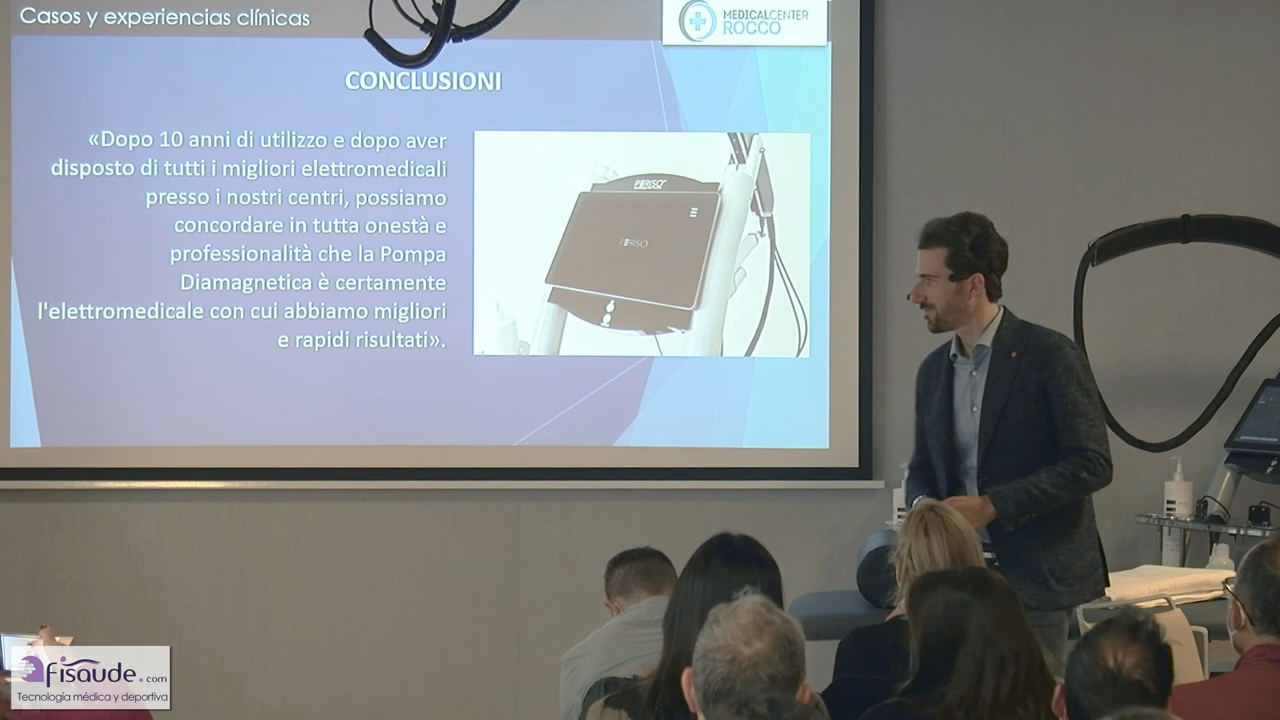 Casos y experiencias clínicas
MEDICALCENTER
ROCCO
CONCLUSIONI
«Dopo 10 anni di utilizzo e dopo aver
disposto di tutti i migliori elettromedicali
presso i nostri centri, possiamo
concordare in tutta onestà e
professionalità che la Pompa
Diamagnetica è certamente
l'elettromedicale con cui abbiamo migliori
e rapidi risultati».
PERISO
PERISO
fisaude.com
Tecnología médica y deportiva